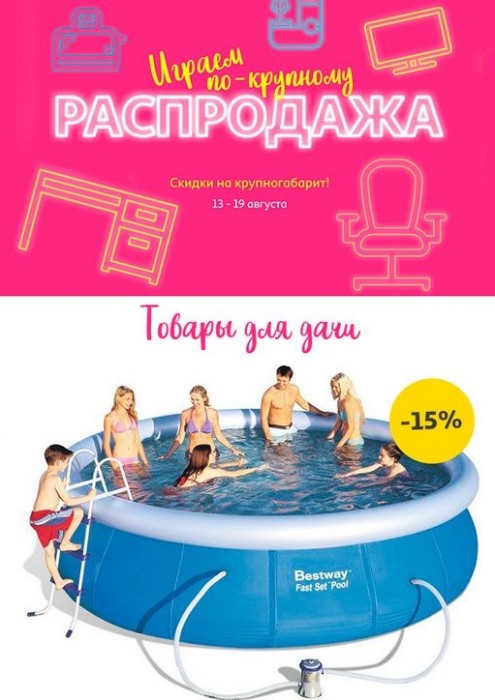 Играем
по-крупному
РАСПРОДАЖА
Скидки на крупногабарит!
13 - 19 августа
Товары для дачи
-15%
Bestway
Fast Set Pool